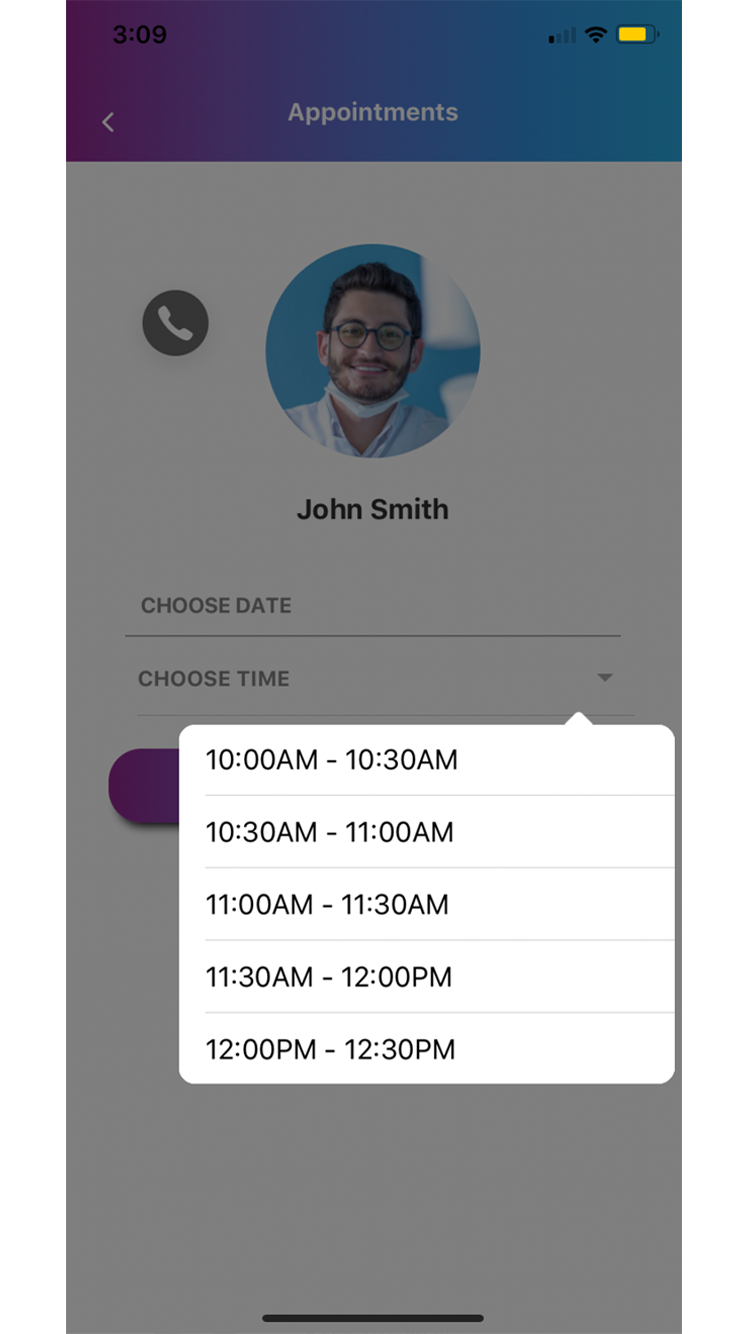 3:09
Appointments
John Smith
CHOOSE DATE
CHOOSE TIME
10:00AM - 10:30AM
10:30AM - 11:00AM
11:00AM - 11:30AM
11:30AM - 12:00PM
12:00PM - 12:30PM